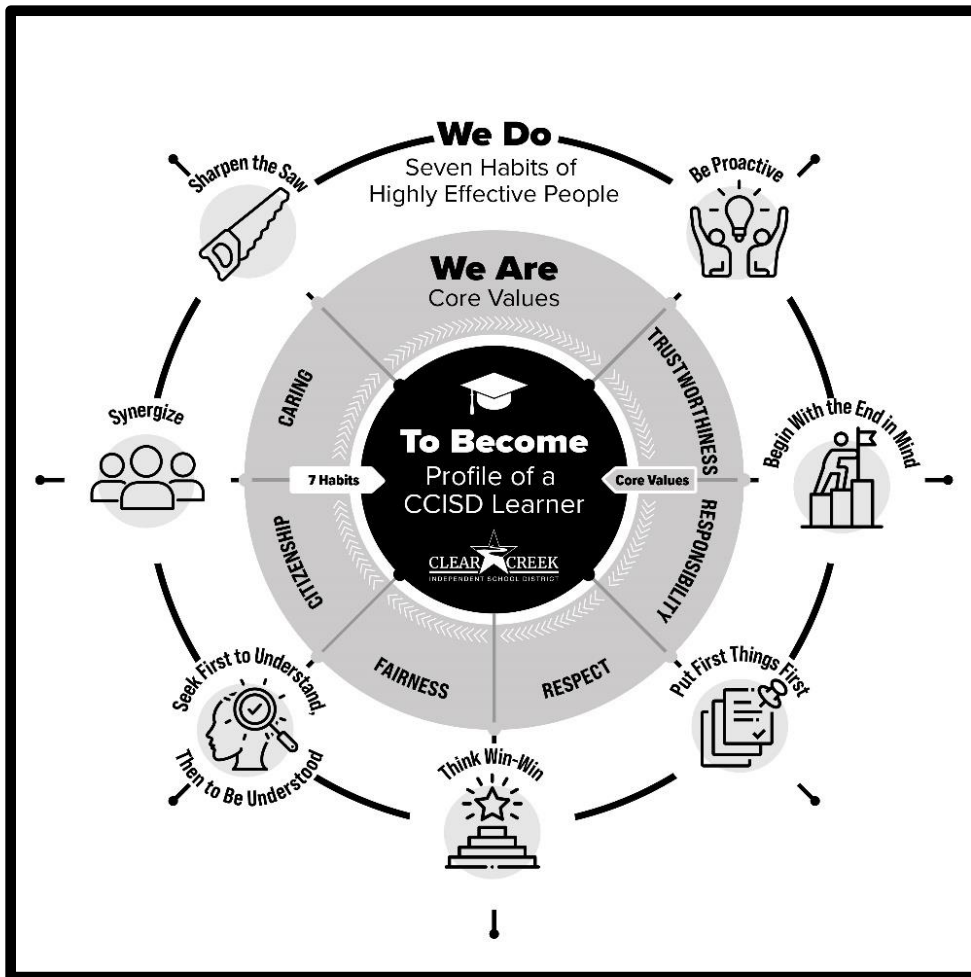 We Do
Seven Habits of
Highly Effective People
Be Proactive
Begin With the End in Mind
Put First Things First
Think Win-Win
Seek First to Understand,
Then to Be Understood
Synergize
Sharpen the Saw
We Are
Core Values
TRUSTWORTHINESS
RESPONSIBILITY
RESPECT
FAIRNESS
CITIZENSHIP
CARING
7 Habits
Core Values
To Become
Profile of a
CCISD Learner
CLEAR CREEK
INDEPENDENT SCHOOL DISTRICT